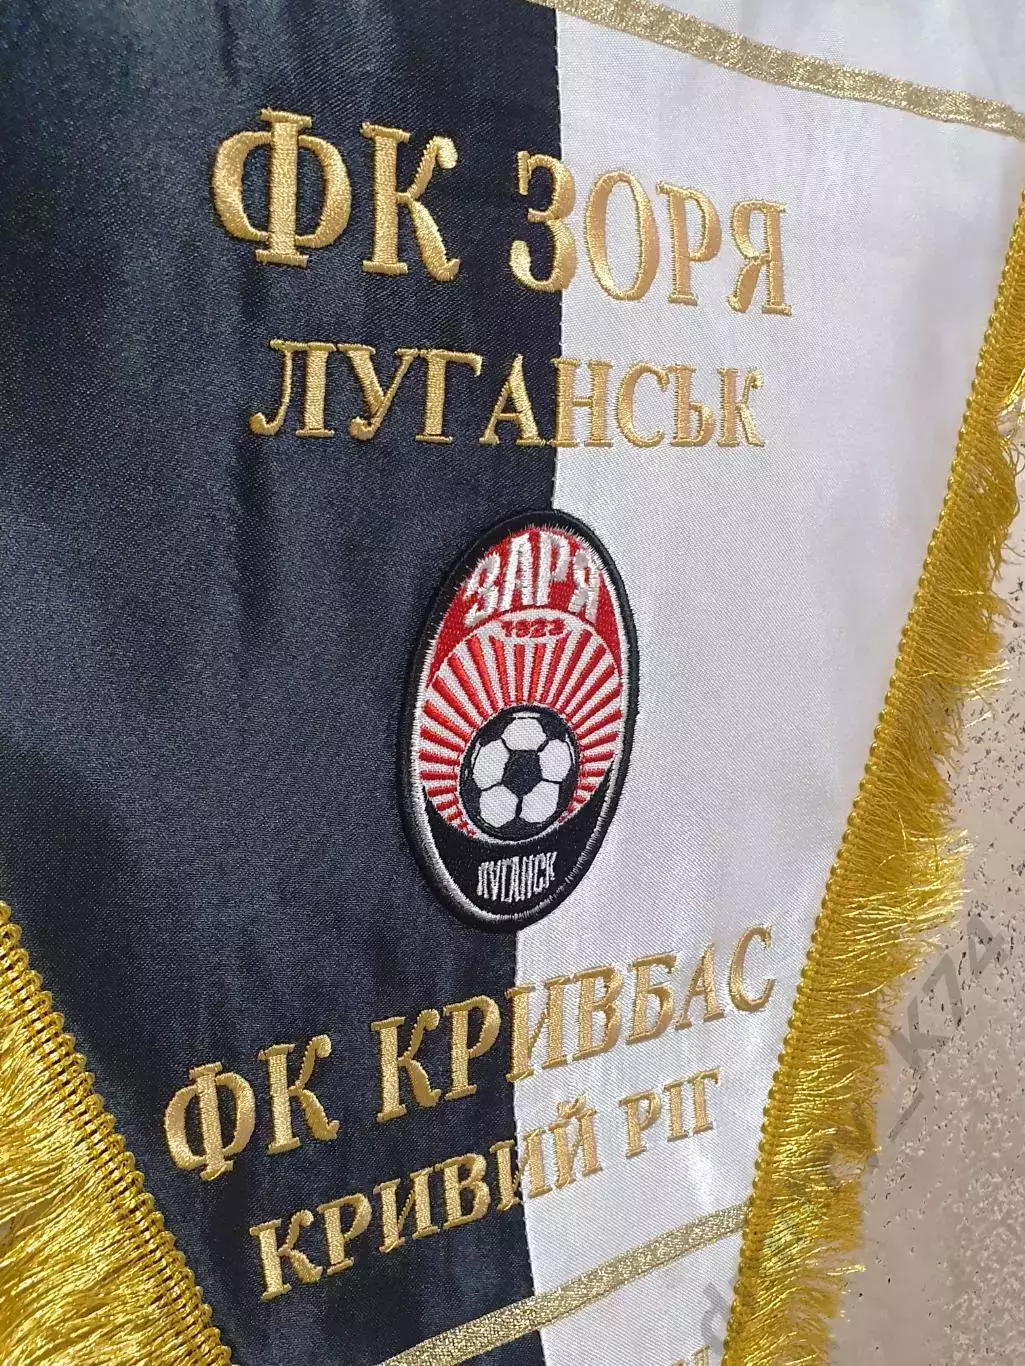 ФК ЗОРЯ
ЛУГАНСЬК
ЗАРЯ
1923
ЛУГАНСК
ФК КРИВБАС
КРИВИЙ РІГ